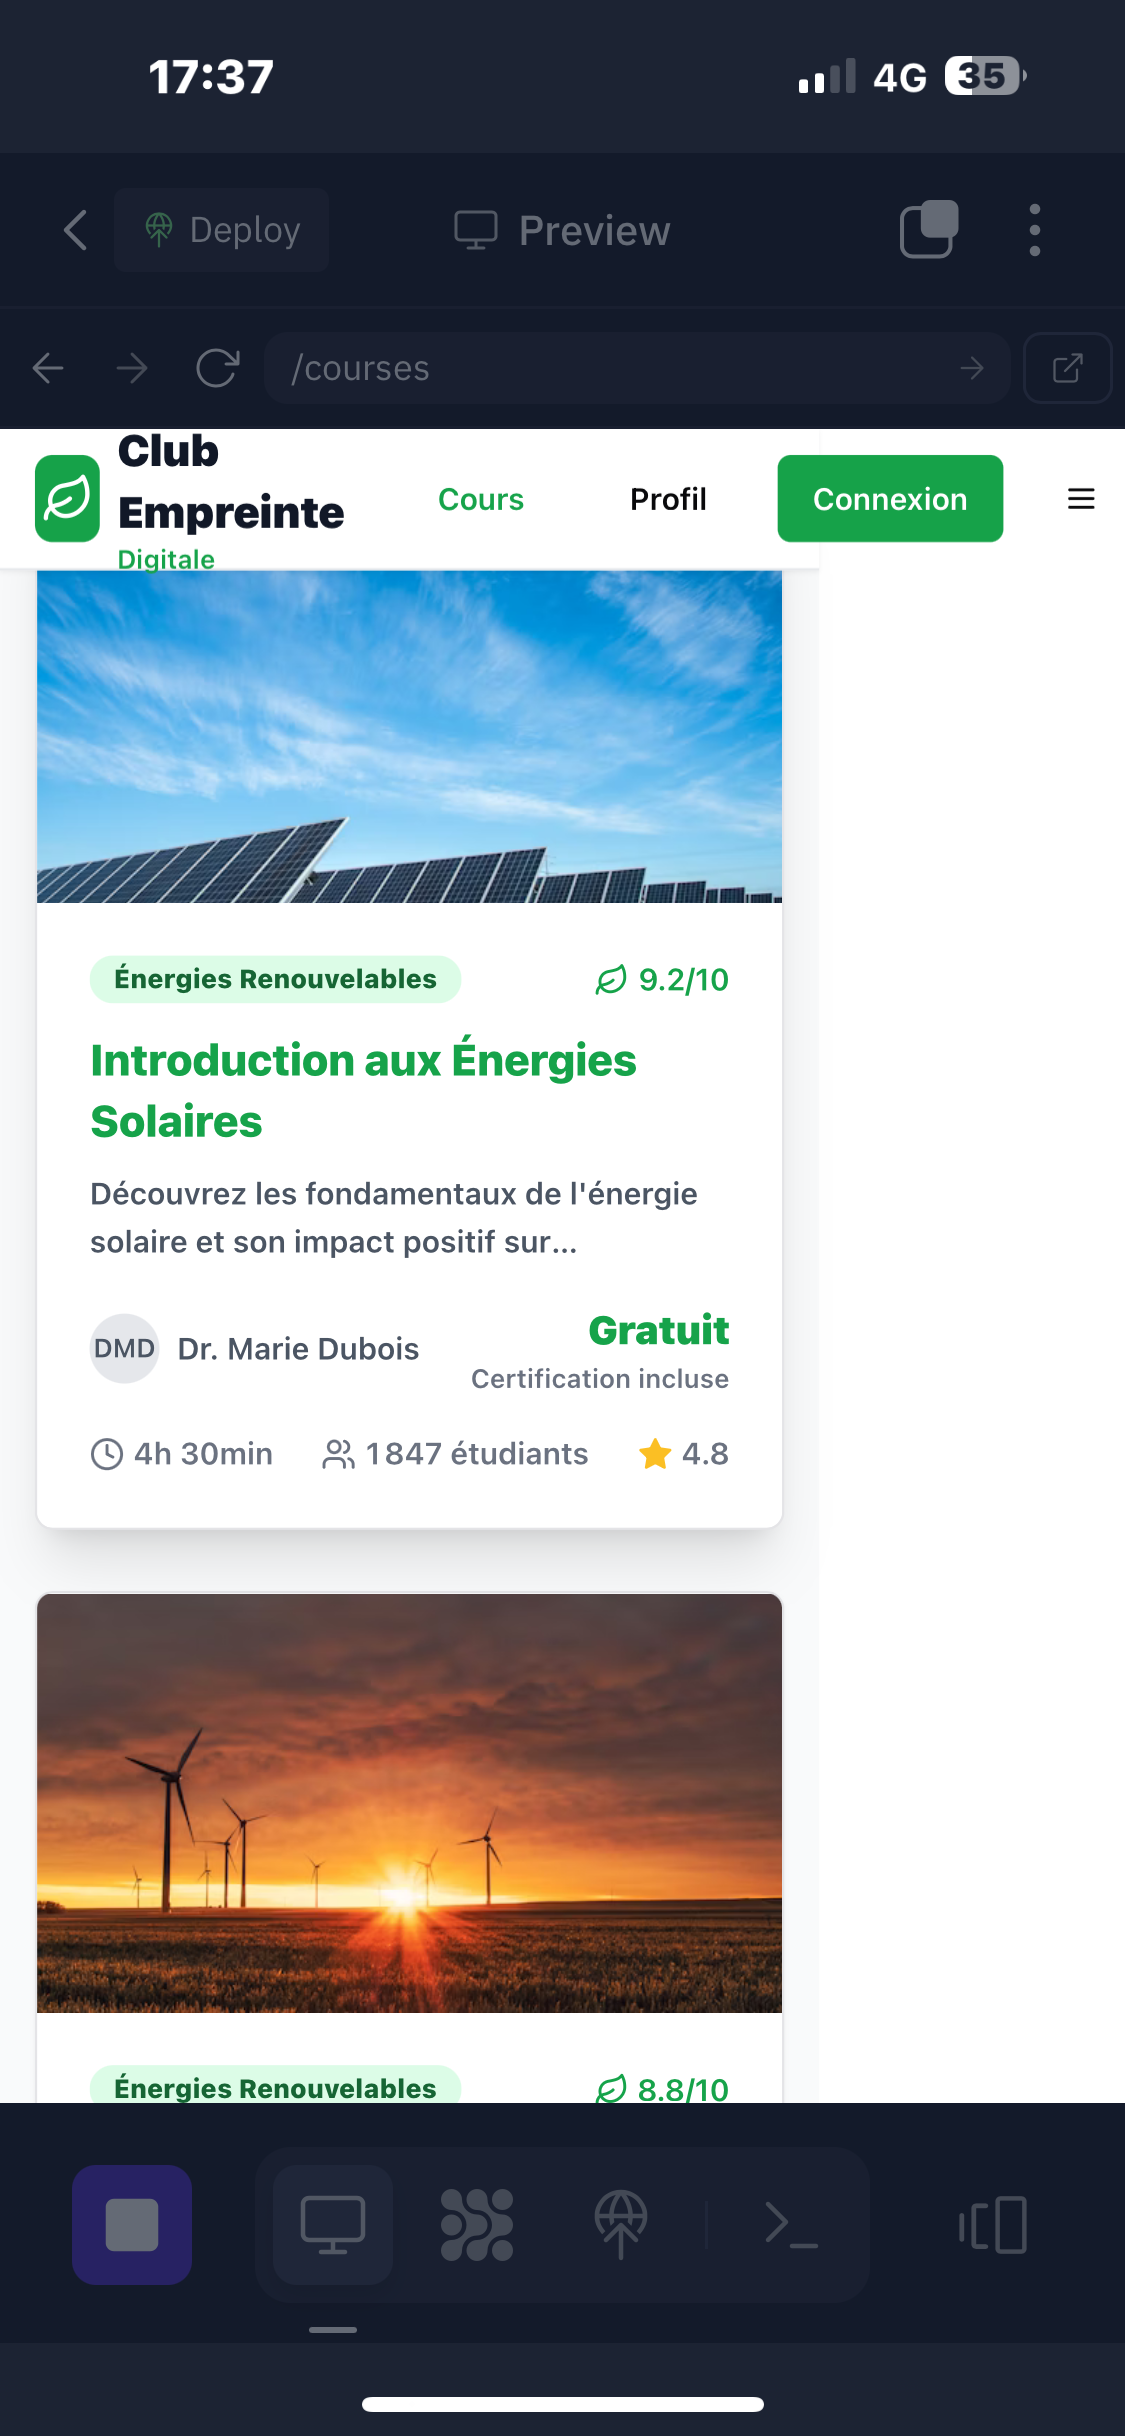 17:37
4G 35
Deploy
Preview
/courses
Club
Empreinte
Digitale
Cours
Profil
Connexion
Énergies Renouvelables
9.2/10
Introduction aux Énergies
Solaires
Découvrez les fondamentaux de l'énergie
solaire et son impact positif sur...
DMD Dr. Marie Dubois
Gratuit
Certification incluse
4h 30min
1 847 étudiants
4.8
Énergies Renouvelables
8.8/10